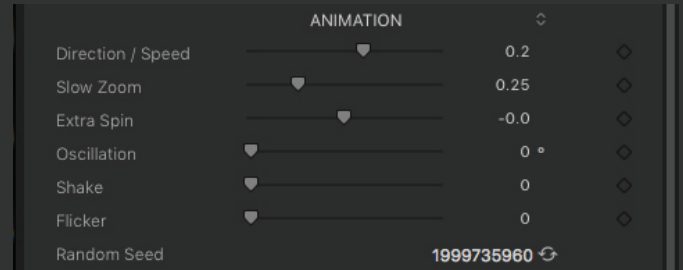 ANIMATION
Direction / Speed 0.2
Slow Zoom 0.25
Extra Spin -0.0
Oscillation 0 °
Shake 0
Flicker 0
Random Seed 1999735960